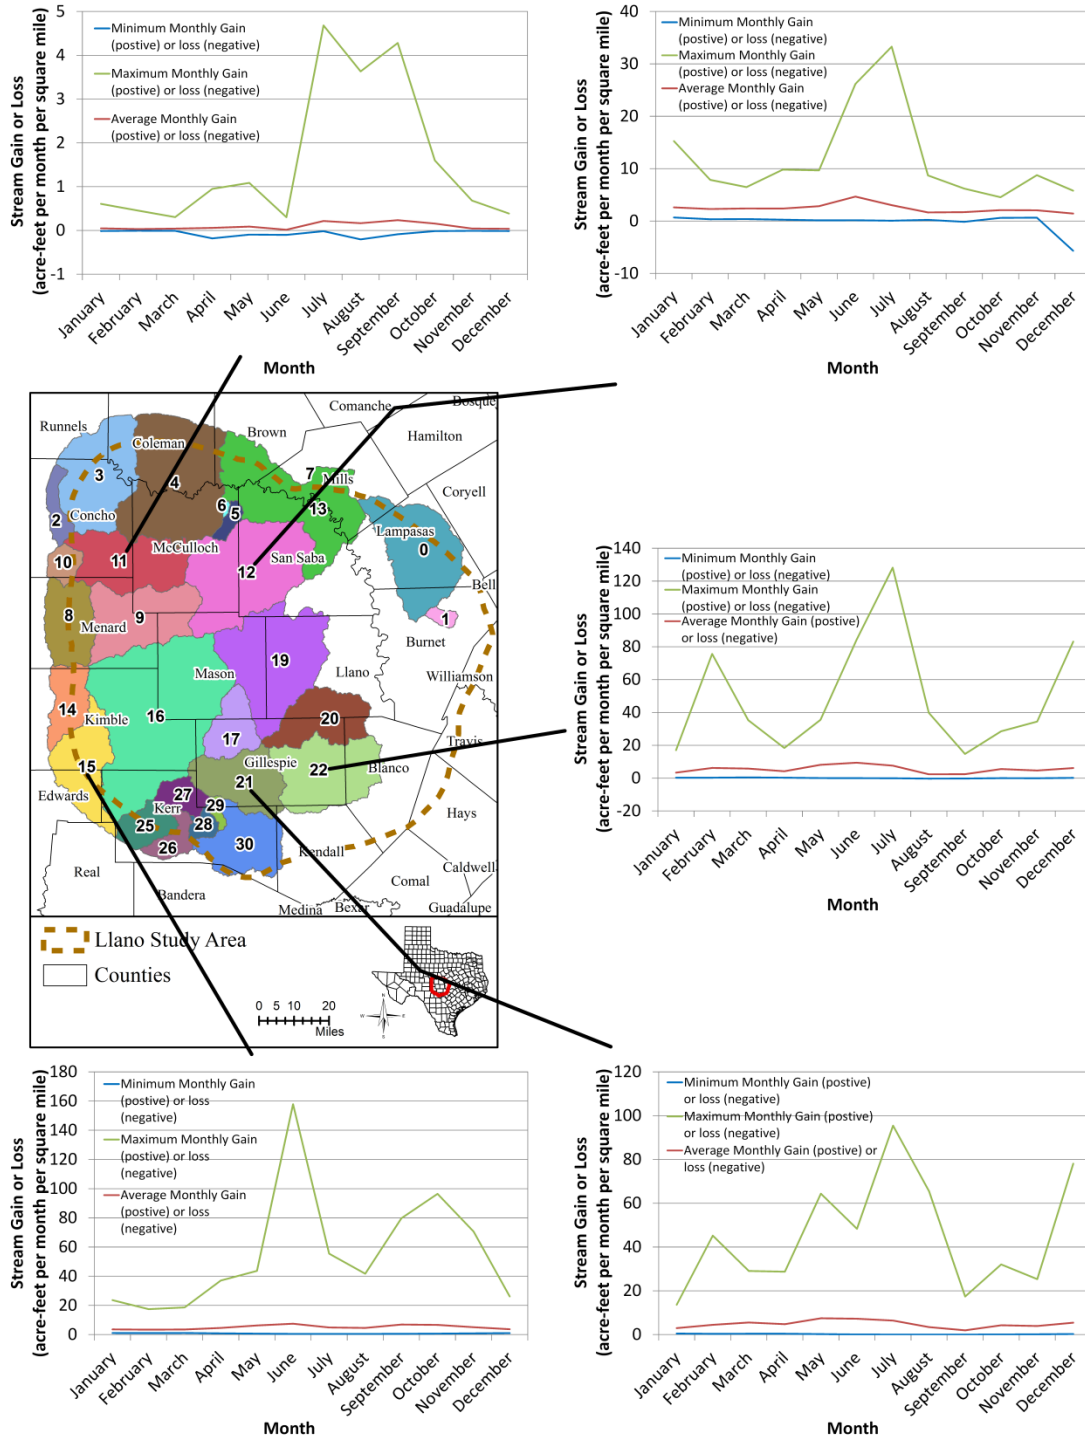 Stream Gain or Loss
(acre-feet per month per square mile)
5
4
3
2
1
0
-1
Minimum Monthly Gain
(postive) or loss (negative)
Maximum Monthly Gain
(postive) or loss (negative)
Average Monthly Gain
(postive) or loss (negative)
January
February
March
April
May
June
July
August
September
October
November
December
Month
Stream Gain or Loss
(acre-feet per month per square mile)
40
30
20
10
0
-10
Minimum Monthly Gain
(postive) or loss (negative)
Maximum Monthly Gain
(postive) or loss (negative)
Average Monthly Gain
(postive) or loss (negative)
January
February
March
April
May
June
July
August
September
October
November
December
Month
Runnels
Coleman
Brown
Comanche
Bosque
Hamilton
3
4
7
Mills
Coryell
2
Concho
6
5
13
Lampasas
0
McCulloch
San Saba
10
11
12
Bell
8
Menard
9
1
Burnet
19
Mason
Llano
Williamson
14
Kimble
16
20
17
Travis
15
Gillespie
22
Blanco
21
Edwards
27
Kerr
29
Hays
25
28
26
30
Kendall
Real
Caldwell
Comal
Bandera
Medina
Bexar
Guadalupe
Llano Study Area
Counties
0 5 10 20
Miles
N
W
E
S
Stream Gain or Loss
(acre-feet per month per square mile)
140
120
100
80
60
40
20
0
-20
Minimum Monthly Gain
(postive) or loss (negative)
Maximum Monthly Gain
(postive) or loss (negative)
Average Monthly Gain (postive)
or loss (negative)
January
February
March
April
May
June
July
August
September
October
November
December
Month
Stream Gain or Loss
(acre-feet per month per square mile)
180
160
140
120
100
80
60
40
20
0
Minimum Monthly Gain
(postive) or loss
(negative)
Maximum Monthly Gain
(postive) or loss
(negative)
Average Monthly Gain
(postive) or loss
(negative)
January
February
March
April
May
June
July
August
September
October
November
December
Month
Stream Gain or Loss
(acre-feet per month per square mile)
120
100
80
60
40
20
0
Minimum Monthly Gain (postive)
or loss (negative)
Maximum Monthly Gain (postive)
or loss (negative)
Average Monthly Gain (postive) or
loss (negative)
January
February
March
April
May
June
July
August
September
October
November
December
Month